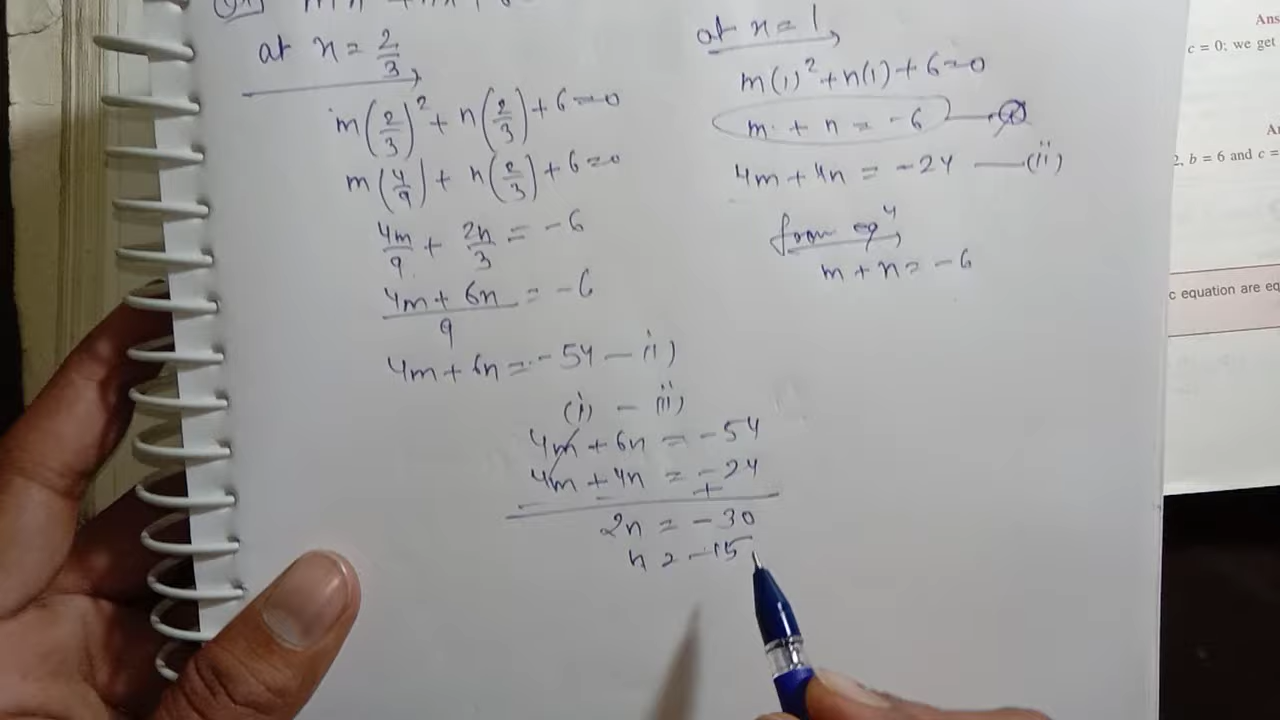 at x = 2/3,
m(2/3)² + n(2/3) + 6 = 0
m(4/9) + n(2/3) + 6 = 0
4m/9 + 2n/3 = -6
4m + 6n/9 = -6
4m + 6n = -54 — (i)
at x = 1,
m(1)² + n(1) + 6 = 0
m + n = -6
4m + 4n = -24 — (ii)
from eqⁿ,
m + n = -6
(i) - (ii)
4m + 6n = -54
4m + 4n = -24
- - +
2n = -30
n = -15
Ans
c = 0; we get
2, b = 6 and c =
c equation are eq